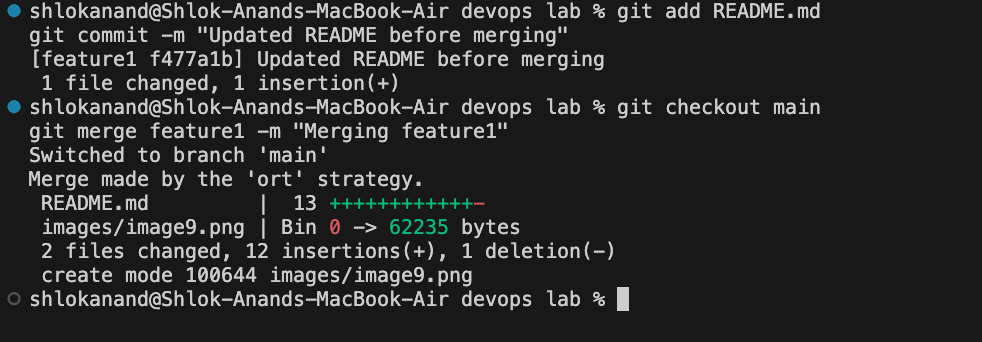 shlokanand@Shlok-Anands-MacBook-Air devops lab % git add README.md
git commit -m "Updated README before merging"
[feature1 f477a1b] Updated README before merging
 1 file changed, 1 insertion(+)
shlokanand@Shlok-Anands-MacBook-Air devops lab % git checkout main
git merge feature1 -m "Merging feature1"
Switched to branch 'main'
Merge made by the 'ort' strategy.
 README.md         |  13 ++++++++++++-
 images/image9.png | Bin 0 -> 62235 bytes
 2 files changed, 12 insertions(+), 1 deletion(-)
 create mode 100644 images/image9.png
shlokanand@Shlok-Anands-MacBook-Air devops lab %